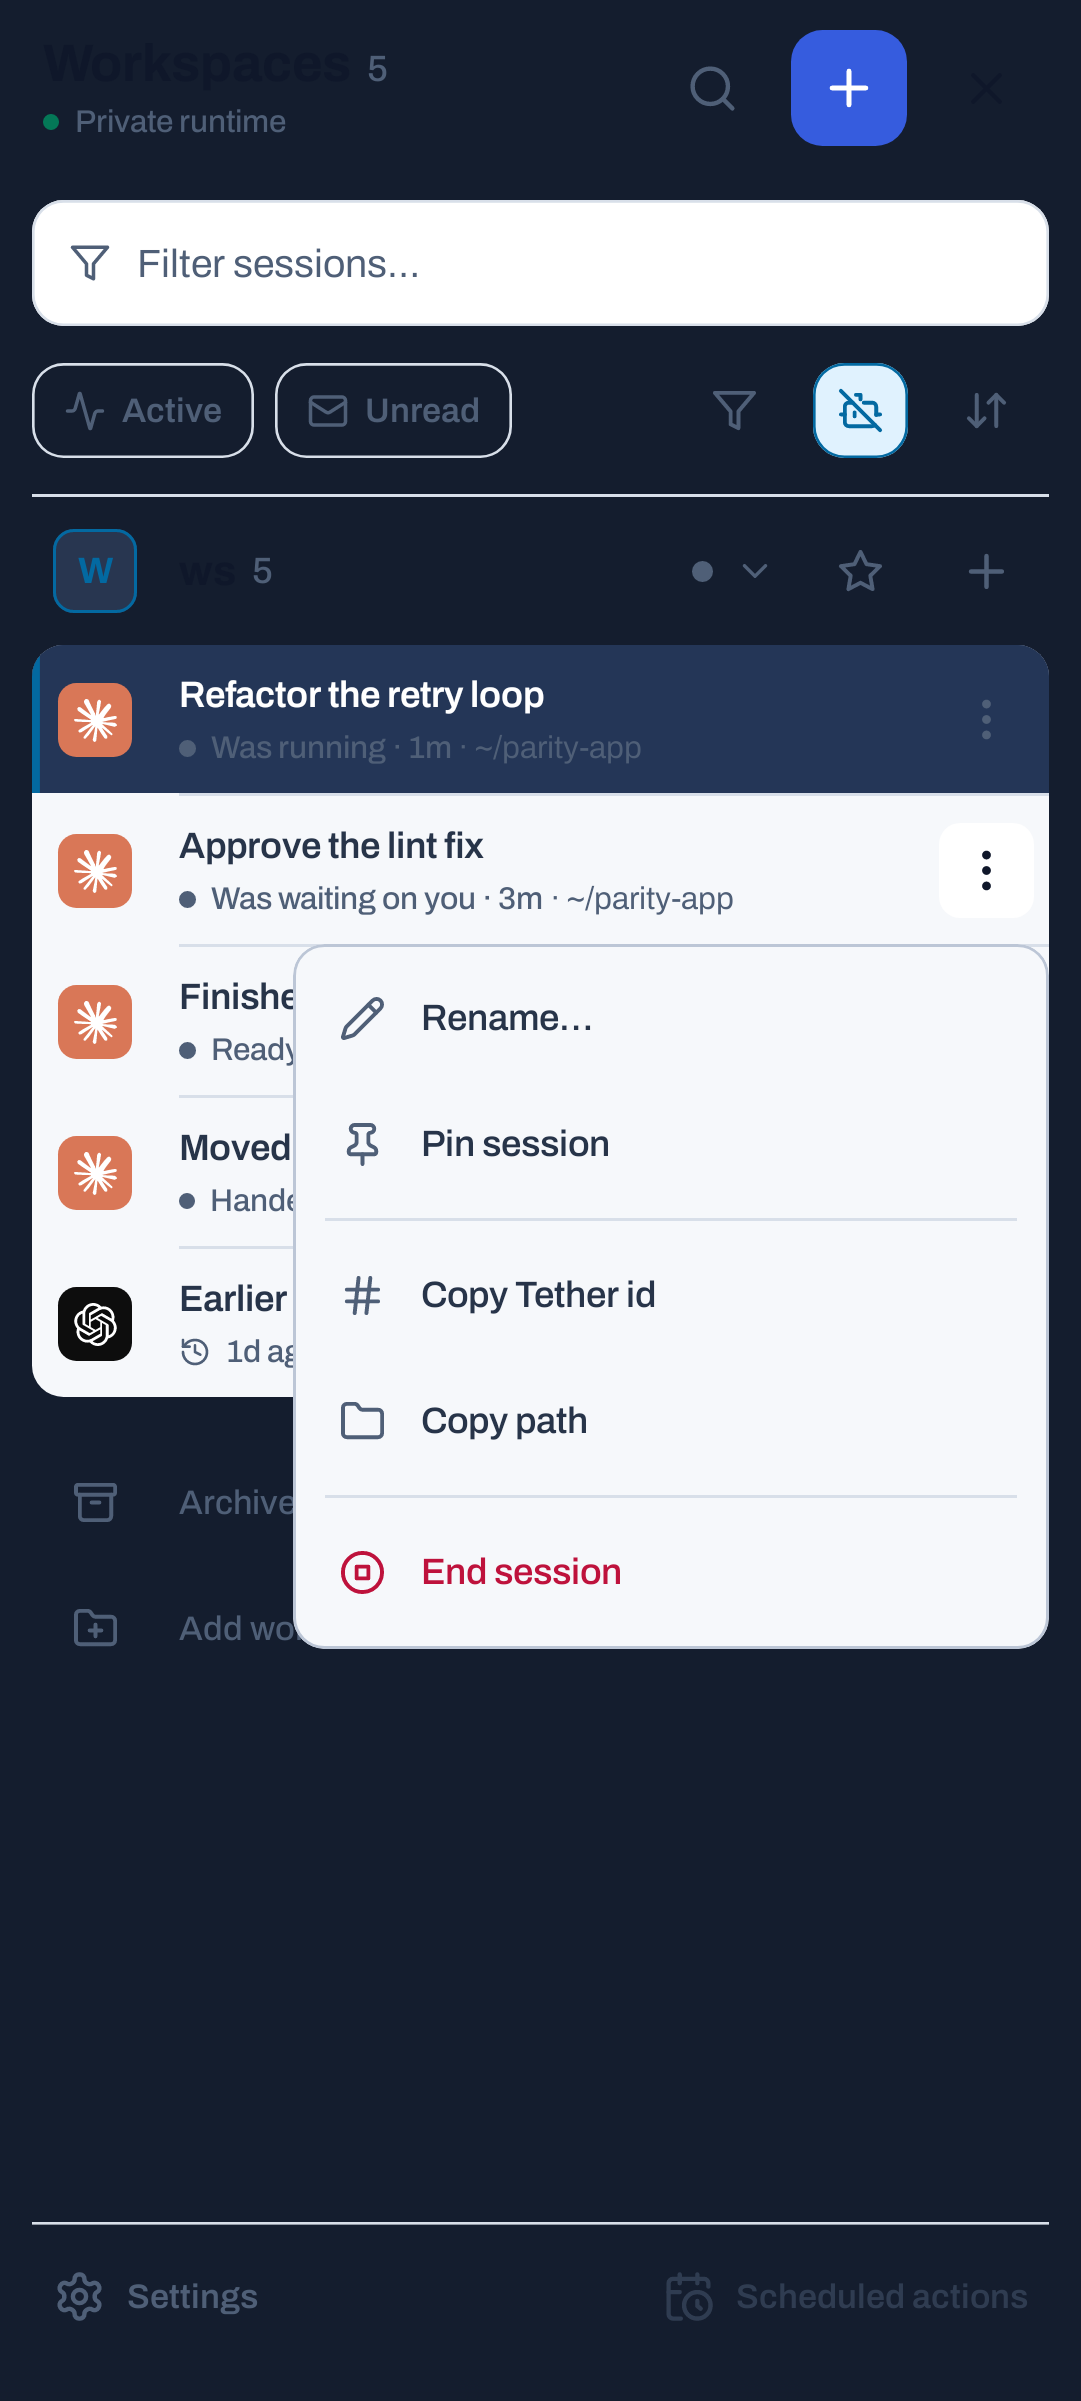 Workspaces 5
Private runtime
Filter sessions...
Active
Unread
W
ws 5
Refactor the retry loop
Was running · 1m · ~/parity-app
Approve the lint fix
Was waiting on you · 3m · ~/parity-app
Finishe
Ready
Moved
Hande
Earlier
1d ag
Rename...
Pin session
Copy Tether id
Copy path
End session
Archive
Add wor
Settings
Scheduled actions